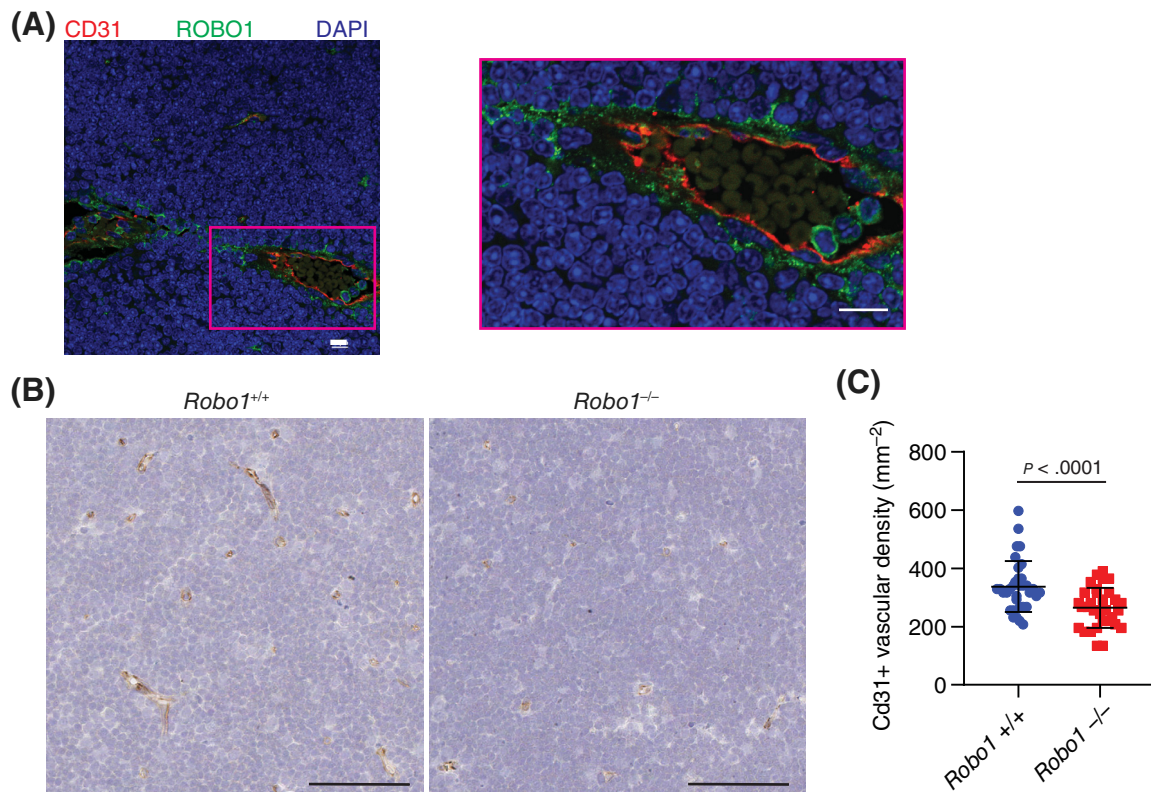 (A)
CD31 ROBO1 DAPI
(B)
Robo1+/+ Robo1–/–
(C)
Cd31+ vascular density (mm−2)
800
600
400
200
0
P < .0001
Robo1 +/+
Robo1 –/–